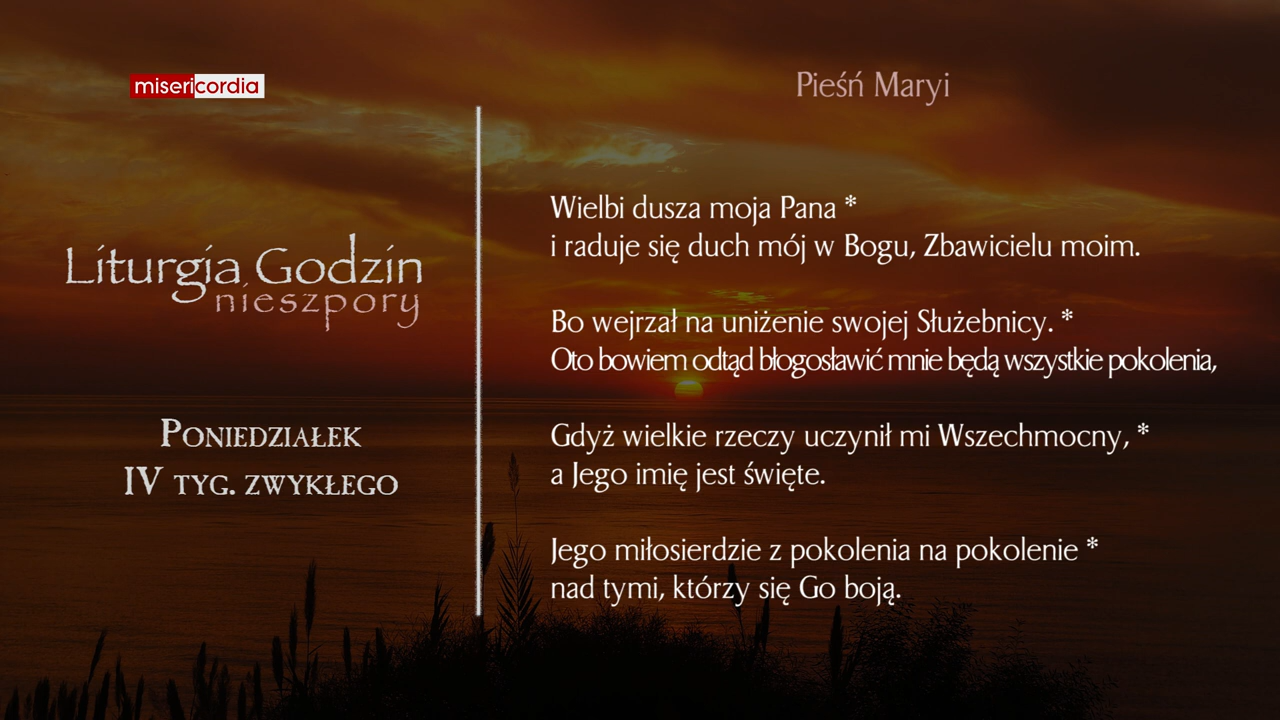 misericordia
Liturgia Godzin
nieszpory
Poniedziałek
IV tyg. zwykłego
Pieśń Maryi
Wielbi dusza moja Pana *
i raduje się duch mój w Bogu, Zbawicielu moim.
Bo wejrzał na uniżenie swojej Służebnicy. *
Oto bowiem odtąd błogosławić mnie będą wszystkie pokolenia,
Gdyż wielkie rzeczy uczynił mi Wszechmocny, *
a Jego imię jest święte.
Jego miłosierdzie z pokolenia na pokolenie *
nad tymi, którzy się Go boją.